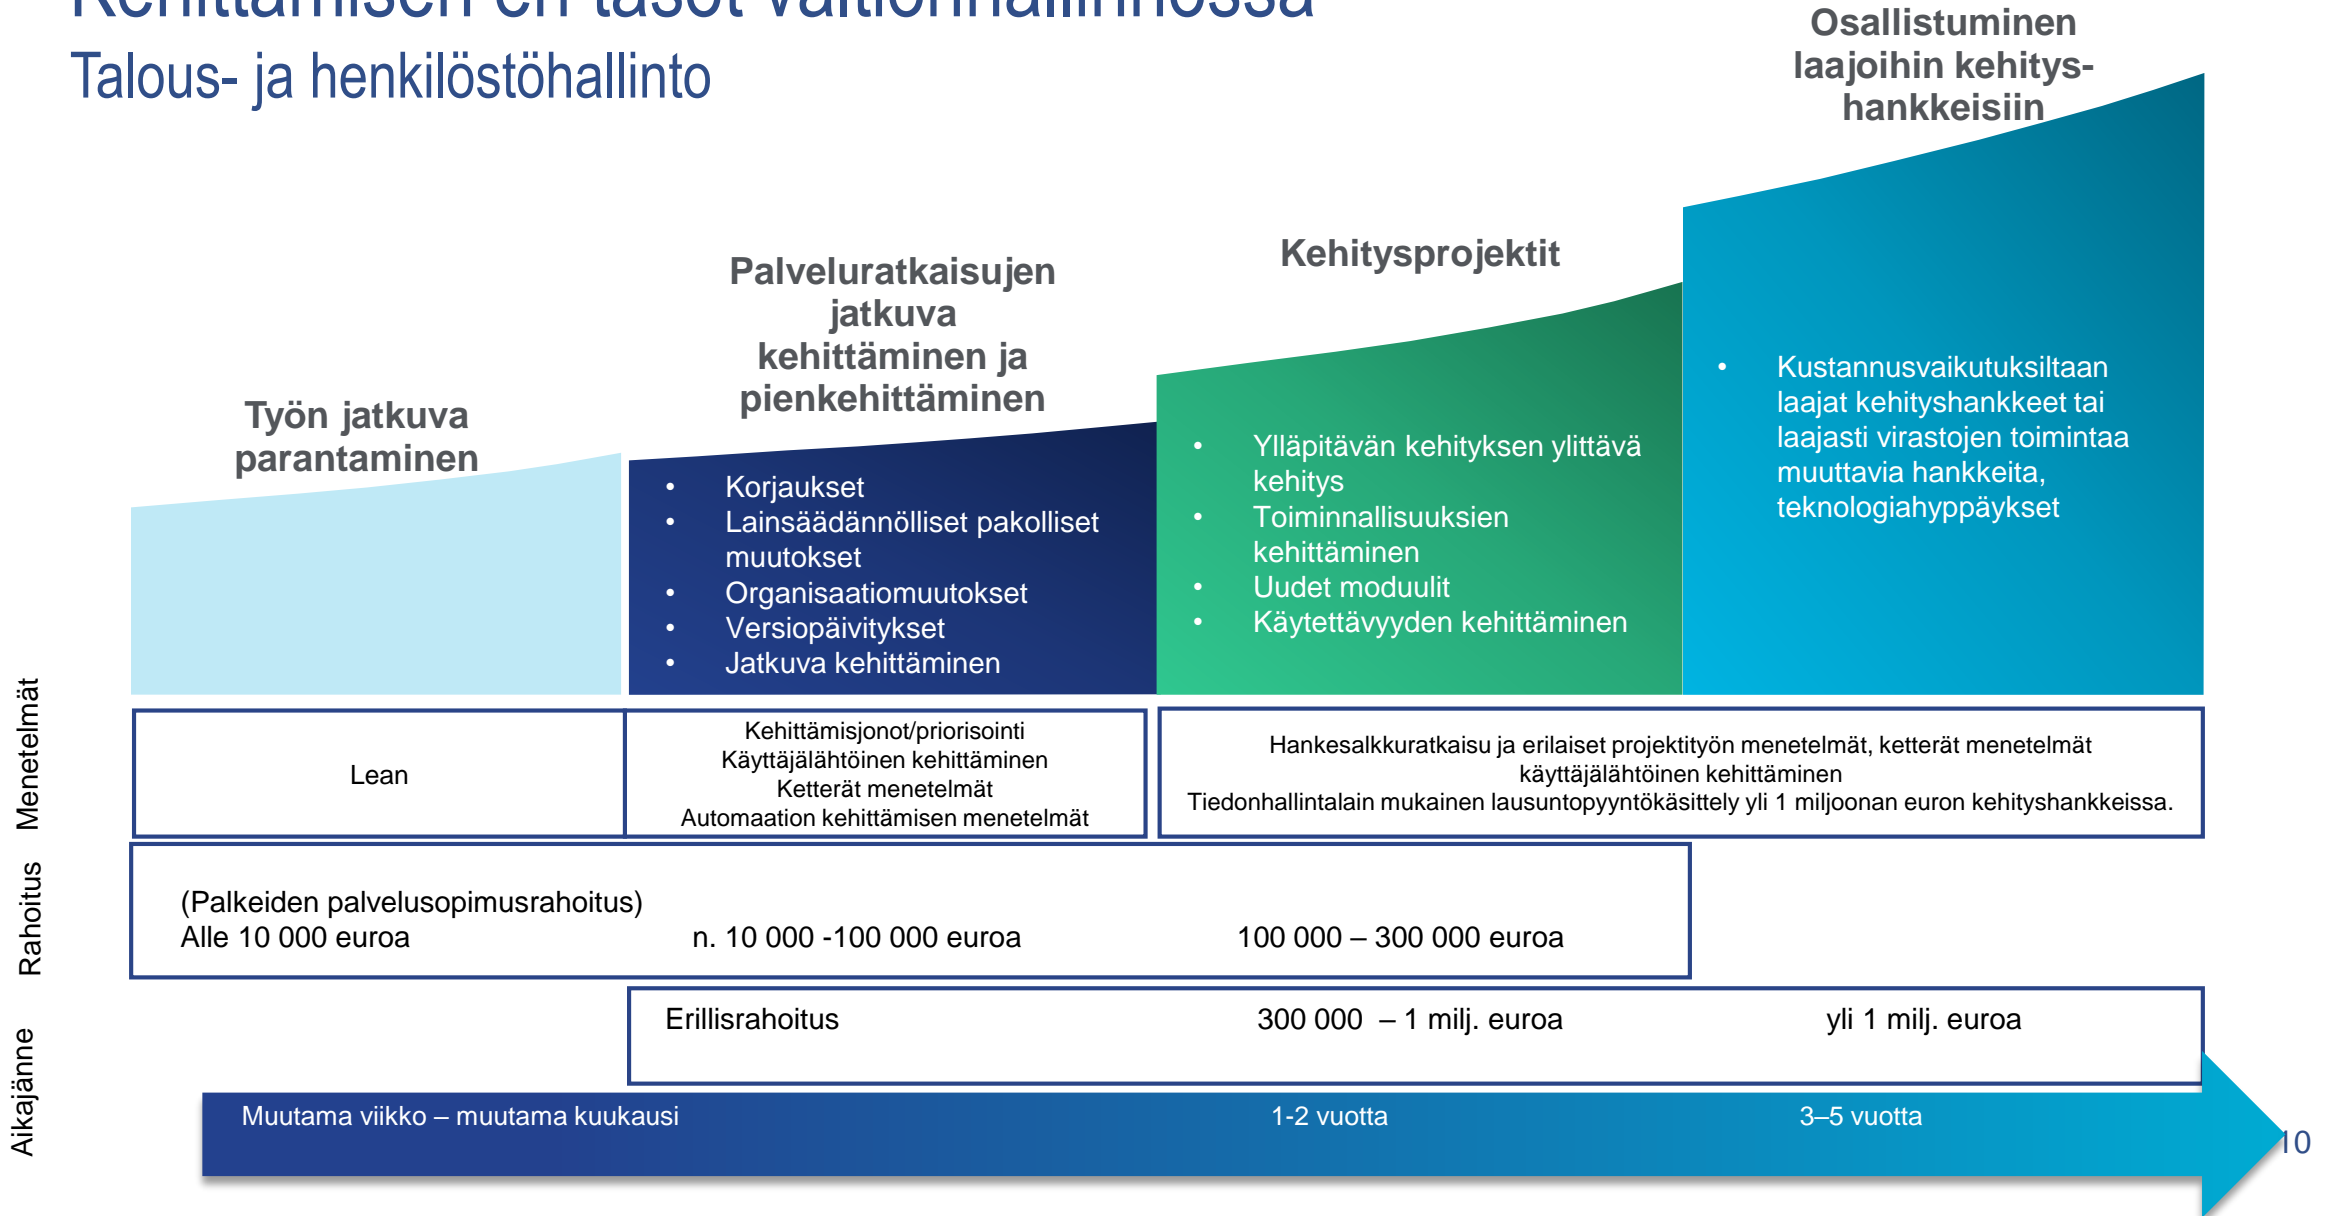 Kehittämisen eri tasot valtionhallinnossa
Talous- ja henkilöstöhallinto
Osallistuminen
laajoihin kehitys-
hankkeisiin
Kehitysprojektit
Palveluratkaisujen
jatkuva
kehittäminen ja
pienkehittäminen
Työn jatkuva
parantaminen
• Korjaukset
• Lainsäädännölliset pakolliset
muutokset
• Organisaatiomuutokset
• Versiopäivitykset
• Jatkuva kehittäminen
• Ylläpitävän kehityksen ylittävä
kehitys
• Toiminnallisuuksien
kehittäminen
• Uudet moduulit
• Käytettävyyden kehittäminen
• Kustannusvaikutuksiltaan
laajat kehityshankkeet tai
laajasti virastojen toimintaa
muuttavia hankkeita,
teknologiahyppäykset
Menetelmät
Lean
Kehittämisjonot/priorisointi
Käyttäjälähtöinen kehittäminen
Ketterät menetelmät
Automaation kehittämisen menetelmät
Hankesalkkuratkaisu ja erilaiset projektityön menetelmät, ketterät menetelmät
käyttäjälähtöinen kehittäminen
Tiedonhallintalain mukainen lausuntopyyntökäsittely yli 1 miljoonan euron kehityshankkeissa.
Rahoitus
(Palkeiden palvelusopimusrahoitus)
Alle 10 000 euroa
n. 10 000 -100 000 euroa
100 000 – 300 000 euroa
Erillisrahoitus
300 000 – 1 milj. euroa
yli 1 milj. euroa
Aikajänne
Muutama viikko – muutama kuukausi
1-2 vuotta
3–5 vuotta
10